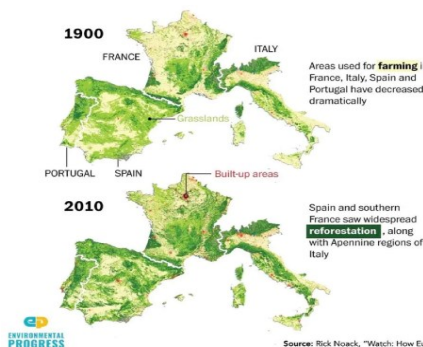 1900
FRANCE
ITALY
Areas used for farming i
France, Italy, Spain and
Portugal have decreased
dramatically
Grasslands
PORTUGAL
SPAIN
Built-up areas
2010
Spain and southern
France saw widespread
reforestation, along
with Apennine regions of
Italy
ep
ENVIRONMENTAL
PROGRESS
Source: Rick Noack, "Watch: How Eu